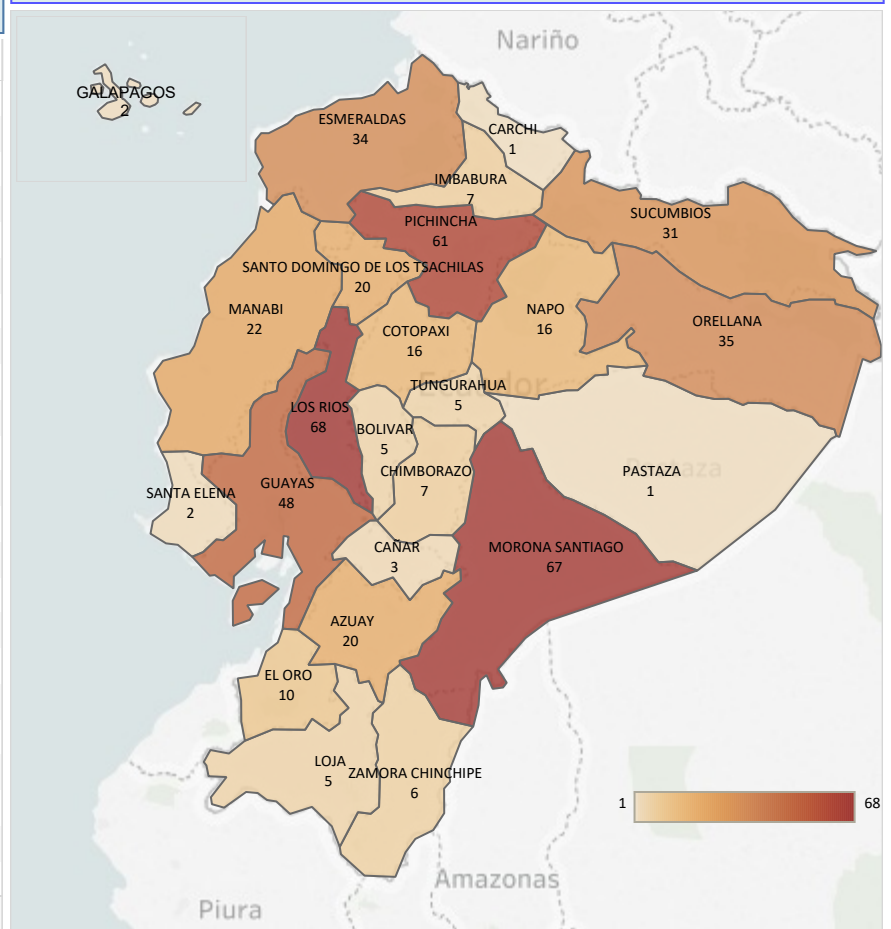 Nariño
GALAPAGOS
2
ESMERALDAS
34
CARCHI
1
IMBABURA
7
PICHINCHA
61
SUCUMBIOS
31
SANTO DOMINGO DE LOS TSACHILAS
20
MANABI
22
NAPO
16
ORELLANA
35
COTOPAXI
16
Ecuador
TUNGURAHUA
5
LOS RIOS
68
BOLIVAR
5
CHIMBORAZO
7
Pastaza
PASTAZA
1
SANTA ELENA
2
GUAYAS
48
CAÑAR
3
MORONA SANTIAGO
67
AZUAY
20
EL ORO
10
LOJA
5
ZAMORA CHINCHIPE
6
1
68
Amazonas
Piura